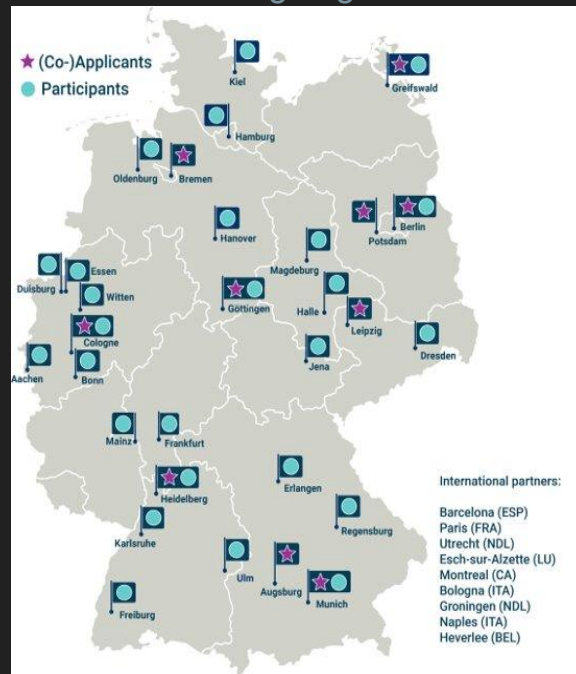 (Co-)Applicants
Participants
Kiel
Greifswald
Hamburg
Oldenburg
Bremen
Berlin
Potsdam
Hanover
Magdeburg
Essen
Duisburg
Witten
Göttingen
Halle
Leipzig
Cologne
Dresden
Jena
Aachen
Bonn
Mainz
Frankfurt
Heidelberg
Erlangen
Regensburg
Karlsruhe
Ulm
Augsburg
Munich
Freiburg
International partners:
Barcelona (ESP)
Paris (FRA)
Utrecht (NDL)
Esch-sur-Alzette (LU)
Montreal (CA)
Bologna (ITA)
Groningen (NDL)
Naples (ITA)
Heverlee (BEL)